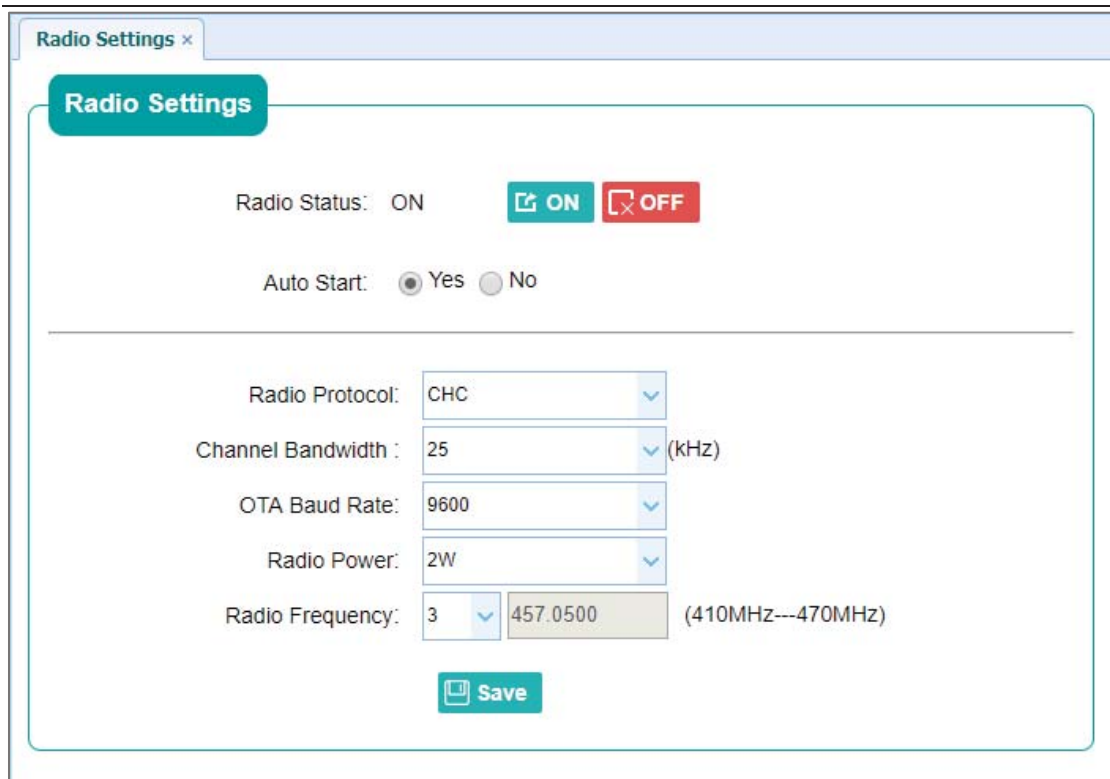 Radio Settings ×
Radio Settings
Radio Status: ON ON OFF
Auto Start: Yes No
Radio Protocol: CHC
Channel Bandwidth : 25 (kHz)
OTA Baud Rate: 9600
Radio Power: 2W
Radio Frequency: 3 457.0500 (410MHz---470MHz)
Save